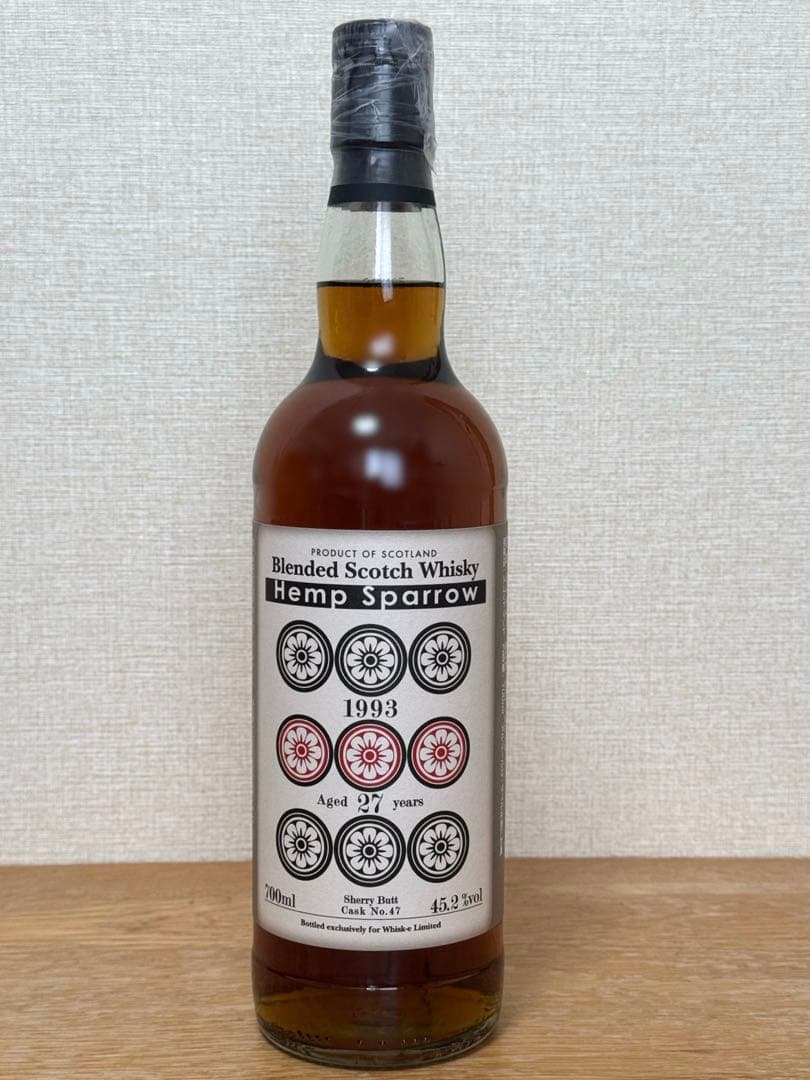 PRODUCT OF SCOTLAND
Blended Scotch Whisky
Hemp Sparrow
1993
Aged 27 years
700ml
Sherry Butt
Cask No.47
45.2 %vol
Bottled exclusively for Whisk-e Limited